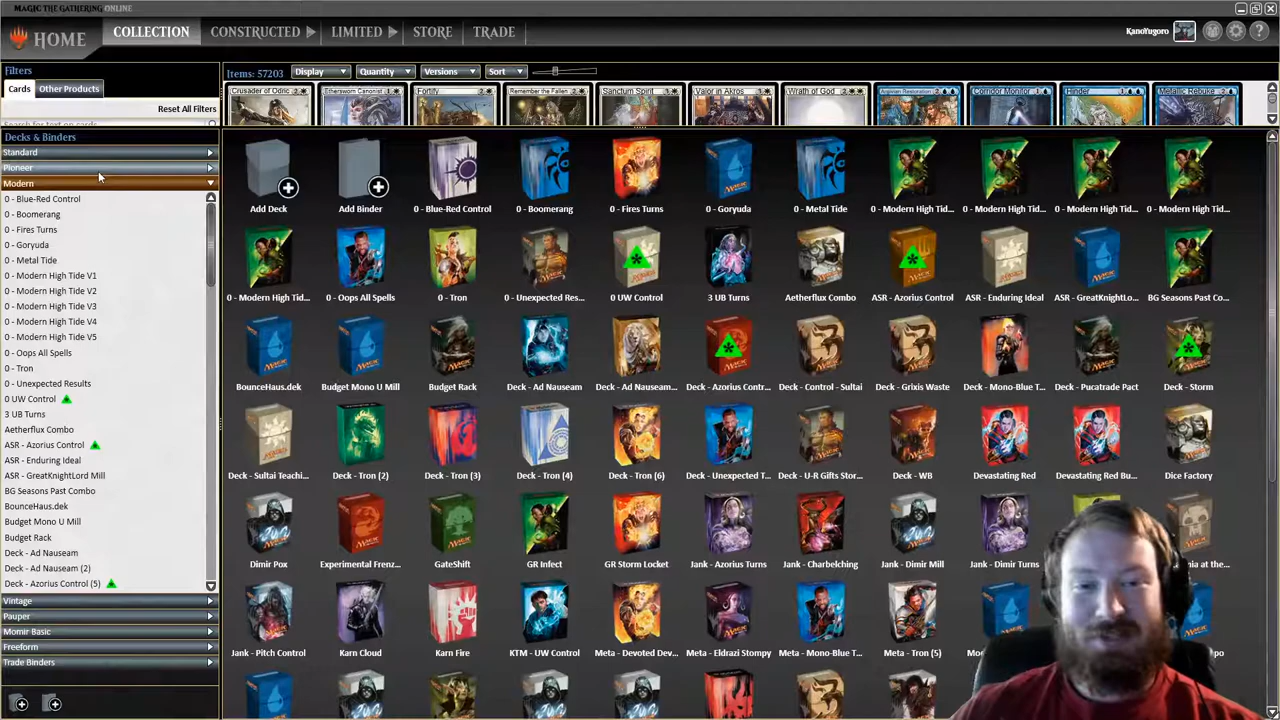 MAGIC THE GATHERING ONLINE
HOME
COLLECTION
CONSTRUCTED
LIMITED
STORE
TRADE
KanoYugoro
Filters
Cards
Other Products
Reset All Filters
Search for text on cards
Items: 57203
Display
Quantity
Versions
Sort
Crusader of Odric
Ethersworn Canonist
Fortify
Remember the Fallen
Sanctum Spirit
Valor in Akros
Wrath of God
Argivian Restoration
Corridor Monitor
Hinder
Metallic Rebuke
Decks & Binders
Standard
Pioneer
Modern
0 - Blue-Red Control
0 - Boomerang
0 - Fires Turns
0 - Goryuda
0 - Metal Tide
0 - Modern High Tide V1
0 - Modern High Tide V2
0 - Modern High Tide V3
0 - Modern High Tide V4
0 - Modern High Tide V5
0 - Oops All Spells
0 - Tron
0 - Unexpected Results
0 UW Control
3 UB Turns
Aetherflux Combo
ASR - Azorius Control
ASR - Enduring Ideal
ASR - GreatKnightLord Mill
BG Seasons Past Combo
BounceHaus.dek
Budget Mono U Mill
Budget Rack
Deck - Ad Nauseam
Deck - Ad Nauseam (2)
Deck - Azorius Control (5)
Vintage
Pauper
Momir Basic
Freeform
Trade Binders
Add Deck
Add Binder
0 - Blue-Red Control
0 - Boomerang
0 - Fires Turns
0 - Goryuda
0 - Metal Tide
0 - Modern High Tid...
0 - Modern High Tid...
0 - Modern High Tid...
0 - Modern High Tid...
0 - Modern High Tid...
0 - Oops All Spells
0 - Tron
0 - Unexpected Res...
0 UW Control
3 UB Turns
Aetherflux Combo
ASR - Azorius Control
ASR - Enduring Ideal
ASR - GreatKnightLo...
BG Seasons Past Co...
BounceHaus.dek
Budget Mono U Mill
Budget Rack
Deck - Ad Nauseam
Deck - Ad Nauseam...
Deck - Azorius Contr...
Deck - Control - Sultai
Deck - Grixis Waste
Deck - Mono-Blue T...
Deck - Pucatrade Pact
Deck - Storm
Deck - Sultai Teachi...
Deck - Tron (2)
Deck - Tron (3)
Deck - Tron (4)
Deck - Tron (6)
Deck - Unexpected T...
Deck - U-R Gifts Stor...
Deck - WB
Devastating Red
Devastating Red Bu...
Dice Factory
Dimir Pox
Experimental Frenz...
GateShift
GR Infect
GR Storm Locket
Jank - Azorius Turns
Jank - Charbelching
Jank - Dimir Mill
Jank - Dimir Turns
Jank - Pitch Control
Karn Cloud
Karn Fire
KTM - UW Control
Meta - Devoted Dev...
Meta - Eldrazi Stompy
Meta - Mono-Blue T...
Meta - Tron (5)